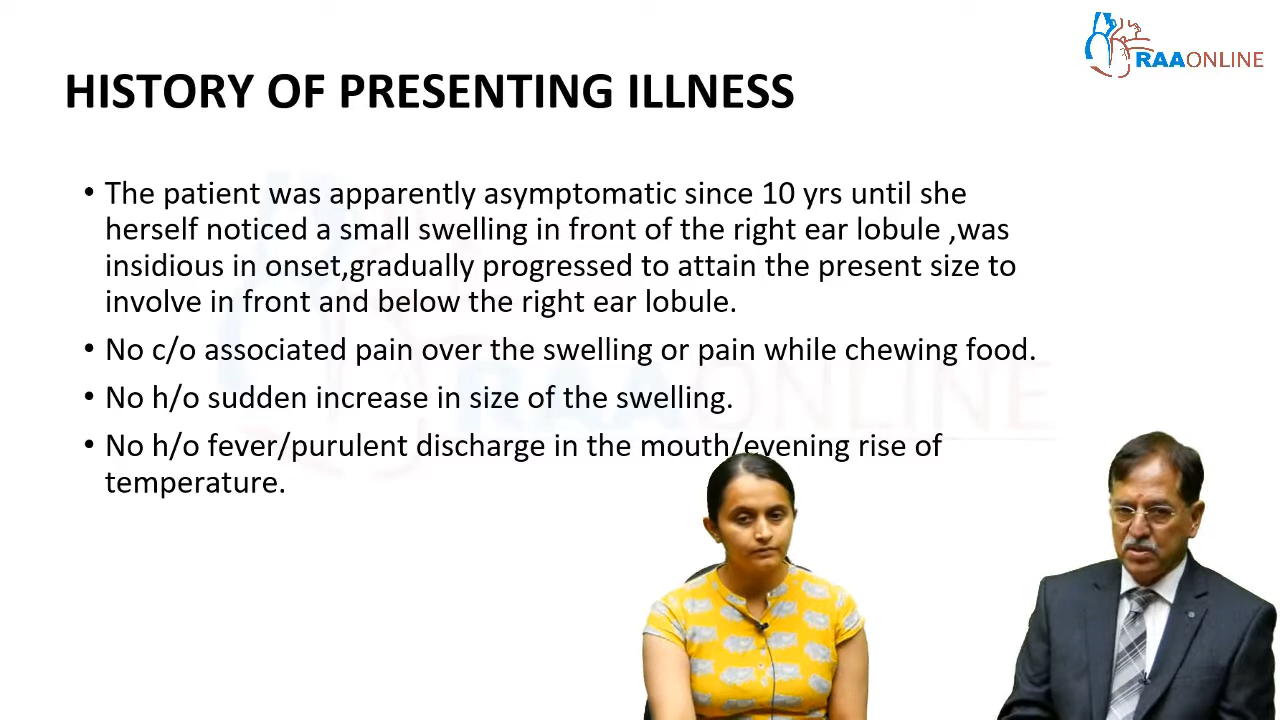 RAAONLINE
HISTORY OF PRESENTING ILLNESS
• The patient was apparently asymptomatic since 10 yrs until she
herself noticed a small swelling in front of the right ear lobule ,was
insidious in onset,gradually progressed to attain the present size to
involve in front and below the right ear lobule.
• No c/o associated pain over the swelling or pain while chewing food.
• No h/o sudden increase in size of the swelling.
• No h/o fever/purulent discharge in the mouth/evening rise of
temperature.
RAAONLINE